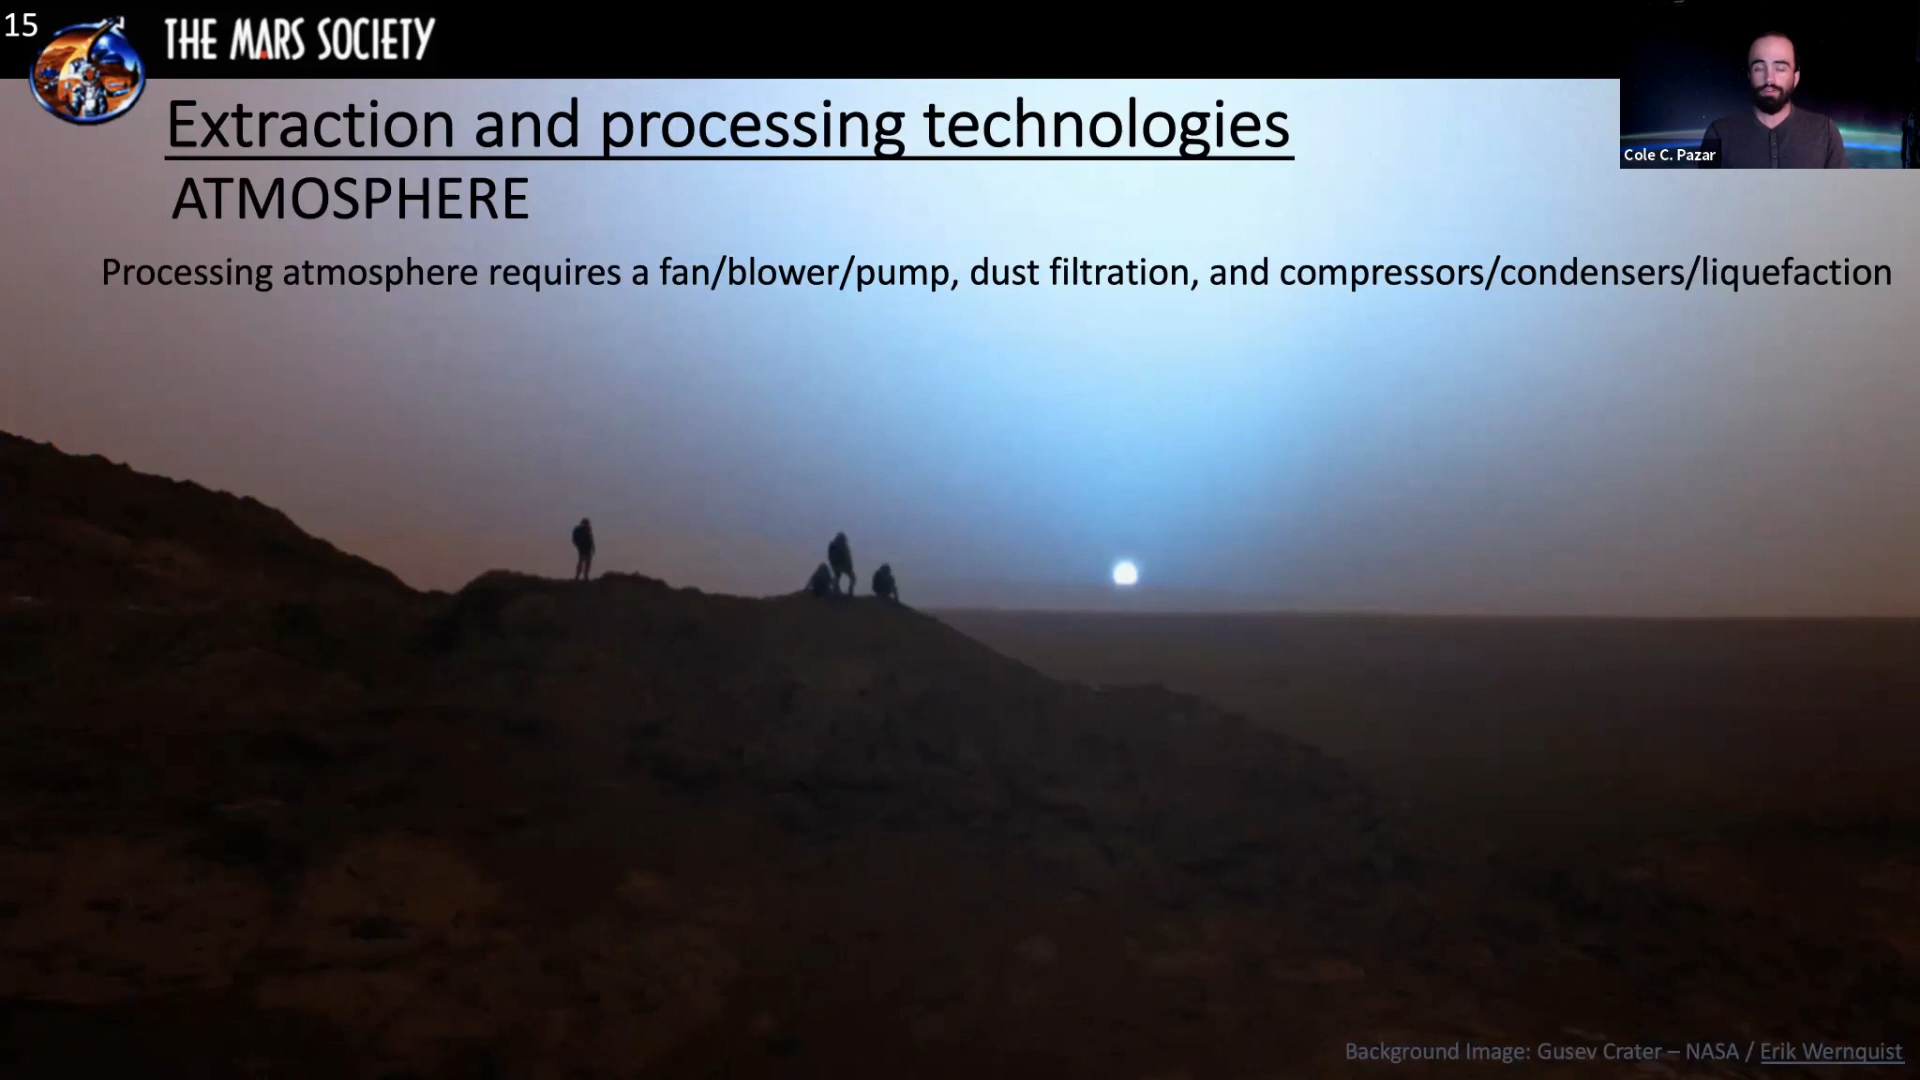 15
THE MARS SOCIETY
Extraction and processing technologies
ATMOSPHERE
Cole C. Pazar
Processing atmosphere requires a fan/blower/pump, dust filtration, and compressors/condensers/liquefaction
Background Image: Gusev Crater – NASA / Erik Wernquist